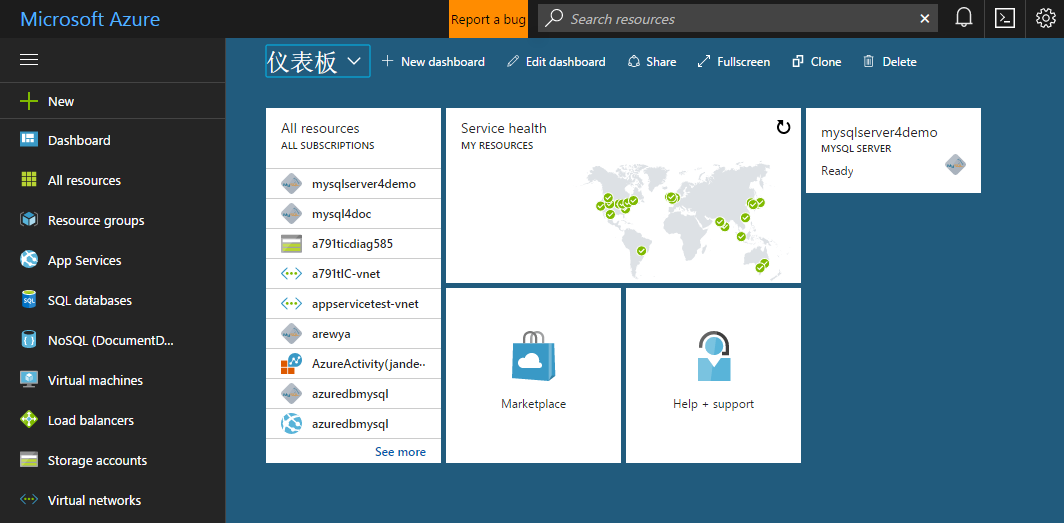 Microsoft Azure
Report a bug
Search resources
仪表板
New dashboard
Edit dashboard
Share
Fullscreen
Clone
Delete
New
Dashboard
All resources
Resource groups
App Services
SQL databases
NoSQL (DocumentD...
Virtual machines
Load balancers
Storage accounts
Virtual networks
All resources
ALL SUBSCRIPTIONS
mysqlserver4demo
mysql4doc
a791ticdiag585
a791tIC-vnet
appservicetest-vnet
arewya
AzureActivity(jande··
azuredbmysql
azuredbmysql
See more
Service health
MY RESOURCES
Marketplace
Help + support
mysqlserver4demo
MYSQL SERVER
Ready